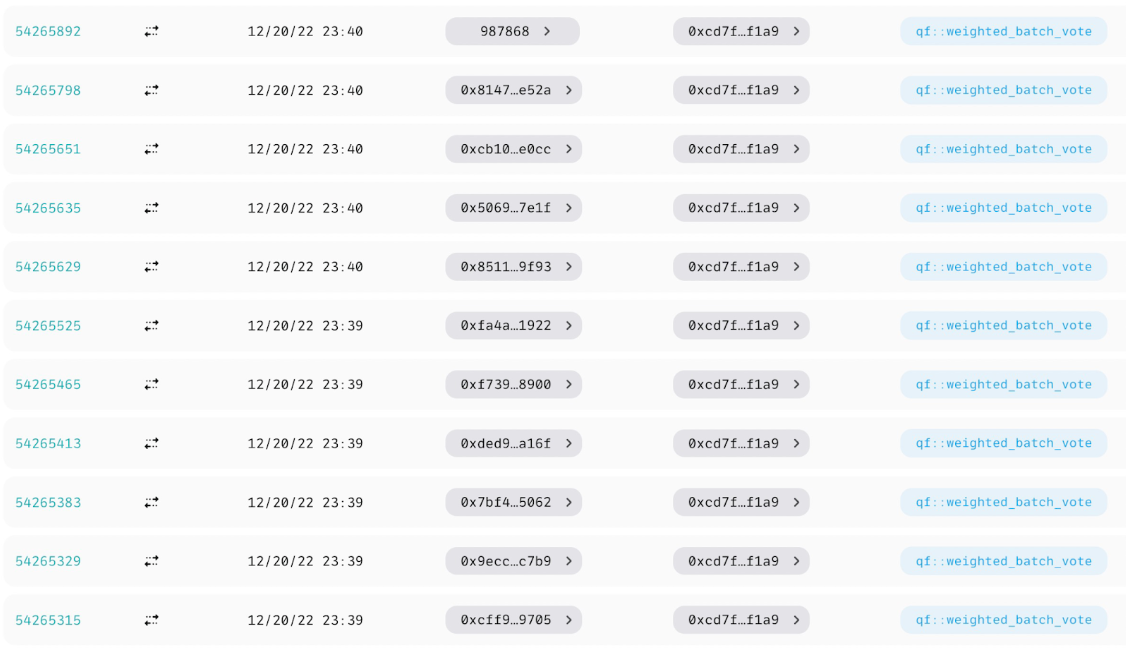 54265892 12/20/22 23:40 987868 > 0xcd7f…f1a9 > qf::weighted_batch_vote
54265798 12/20/22 23:40 0x8147…e52a > 0xcd7f…f1a9 > qf::weighted_batch_vote
54265651 12/20/22 23:40 0xcb10…e0cc > 0xcd7f…f1a9 > qf::weighted_batch_vote
54265635 12/20/22 23:40 0x5069…7e1f > 0xcd7f…f1a9 > qf::weighted_batch_vote
54265629 12/20/22 23:40 0x8511…9f93 > 0xcd7f…f1a9 > qf::weighted_batch_vote
54265525 12/20/22 23:39 0xfa4a…1922 > 0xcd7f…f1a9 > qf::weighted_batch_vote
54265465 12/20/22 23:39 0xf739…8900 > 0xcd7f…f1a9 > qf::weighted_batch_vote
54265413 12/20/22 23:39 0xded9…a16f > 0xcd7f…f1a9 > qf::weighted_batch_vote
54265383 12/20/22 23:39 0x7bf4…5062 > 0xcd7f…f1a9 > qf::weighted_batch_vote
54265329 12/20/22 23:39 0x9ecc…c7b9 > 0xcd7f…f1a9 > qf::weighted_batch_vote
54265315 12/20/22 23:39 0xcff9…9705 > 0xcd7f…f1a9 > qf::weighted_batch_vote